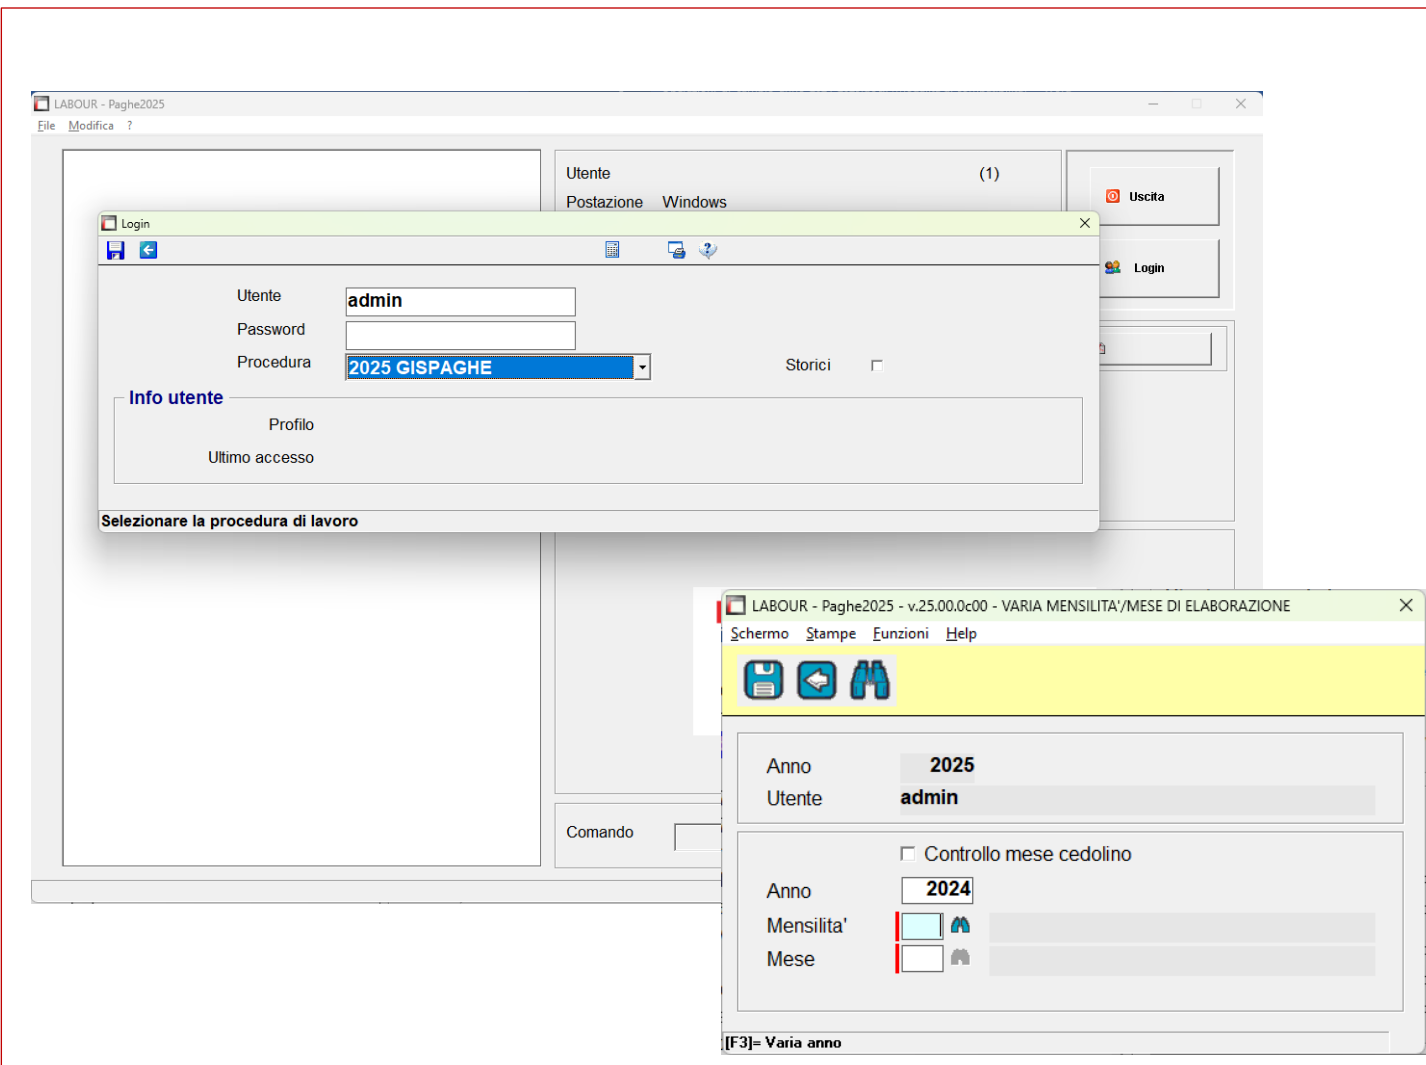 LABOUR - Paghe2025
File Modifica ?
Utente (1)
Postazione Windows
Uscita
Login
Login
Utente admin
Password
Procedura 2025 GISPAGHE
Storici
Info utente
Profilo
Ultimo accesso
Selezionare la procedura di lavoro
Comando
LABOUR - Paghe2025 - v.25.00.0c00 - VARIA MENSILITA'/MESE DI ELABORAZIONE
Schermo Stampe Funzioni Help
Anno 2025
Utente admin
Controllo mese cedolino
Anno 2024
Mensilita'
Mese
[F3]= Varia anno